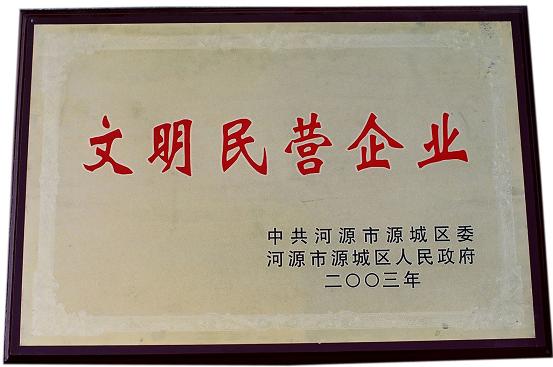 文明民营企业
中共河源市源城区委
河源市源城区人民政府
二〇〇三年